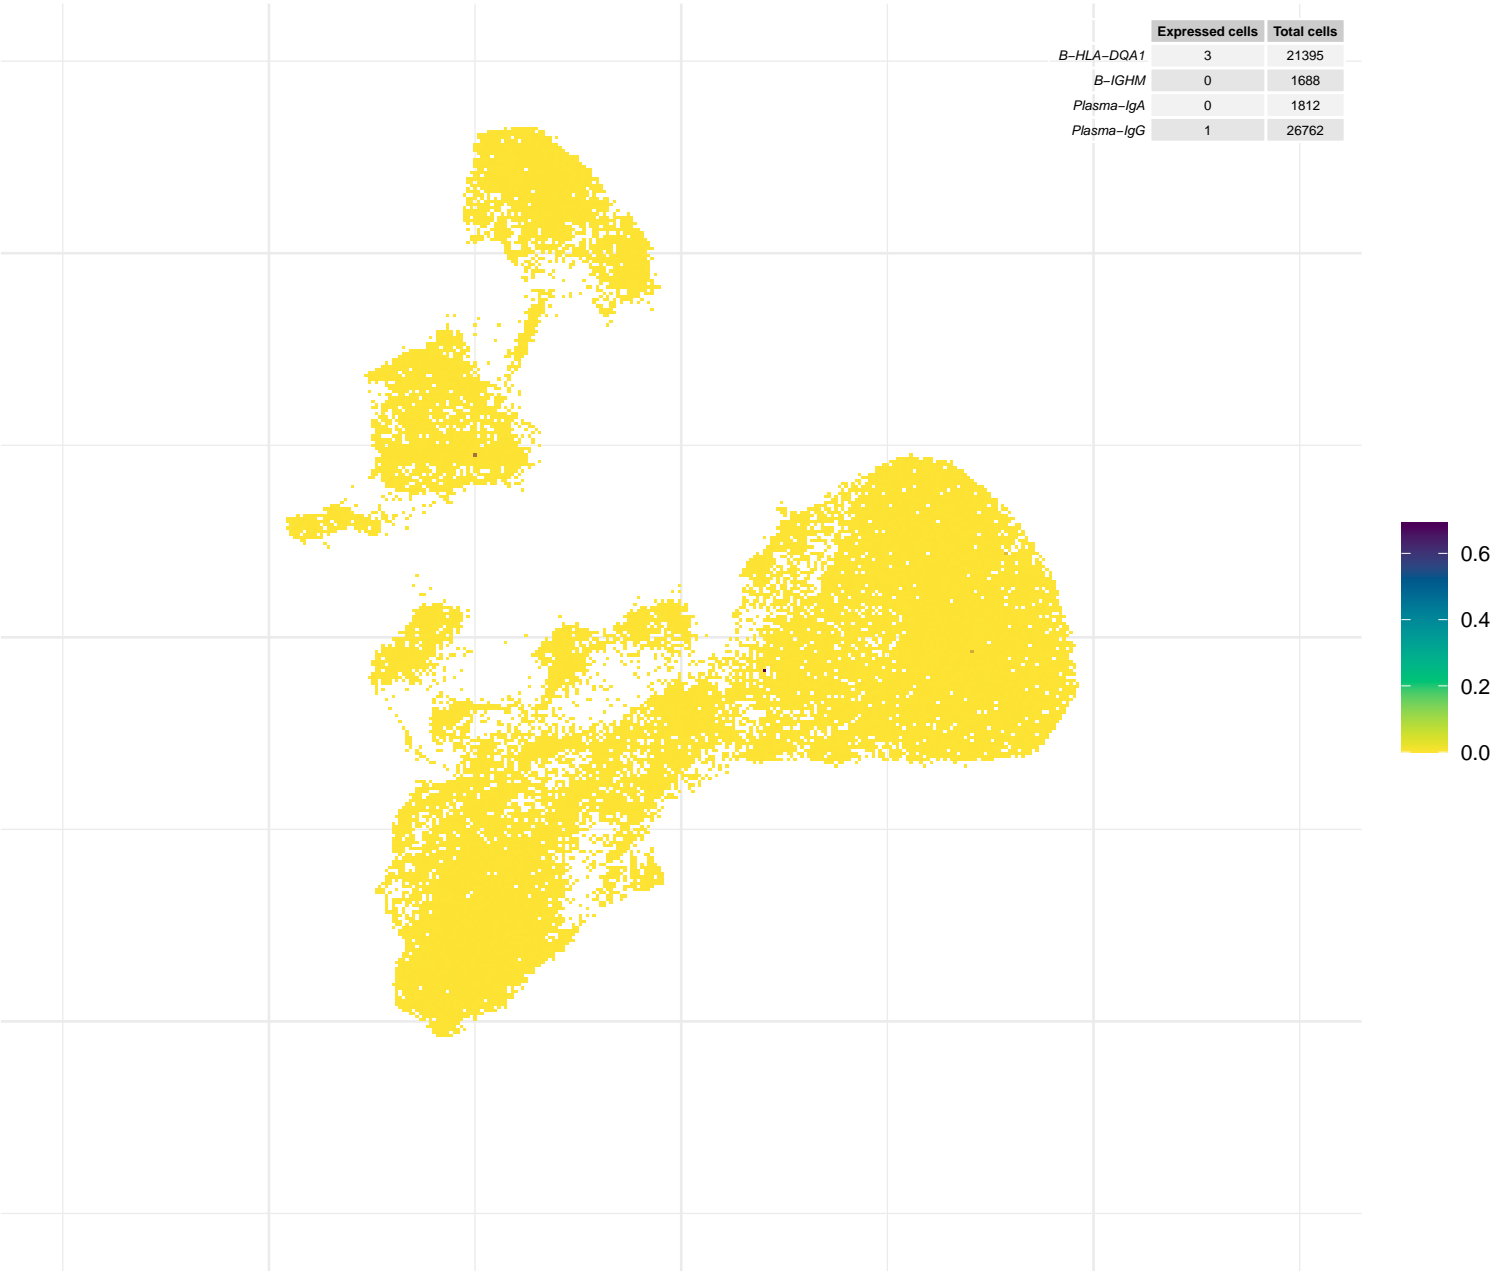 Expressed cells Total cells
B–HLA–DQA1 3 21395
B–IGHM 0 1688
Plasma–IgA 0 1812
Plasma–IgG 1 26762
0.6
0.4
0.2
0.0